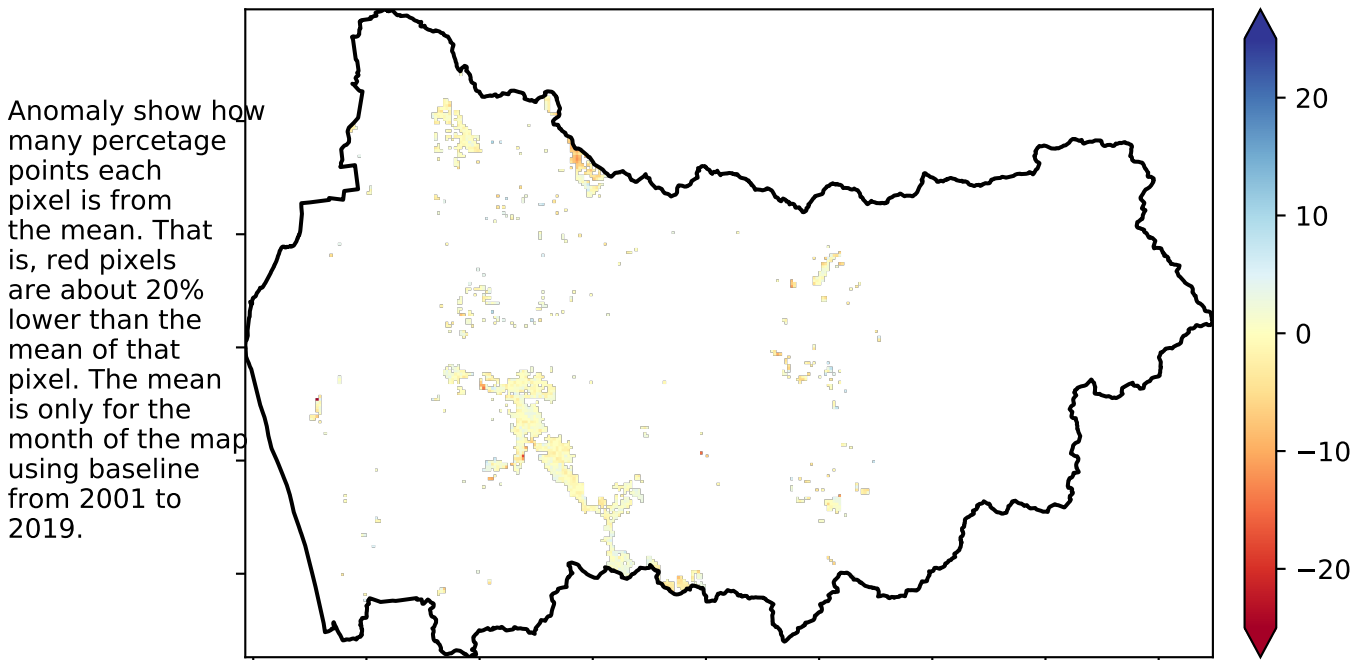 Anomaly show how
many percetage
points each
pixel is from
the mean. That
is, red pixels
are about 20%
lower than the
mean of that
pixel. The mean
is only for the
month of the map
using baseline
from 2001 to
2019.
20
10
0
−10
−20